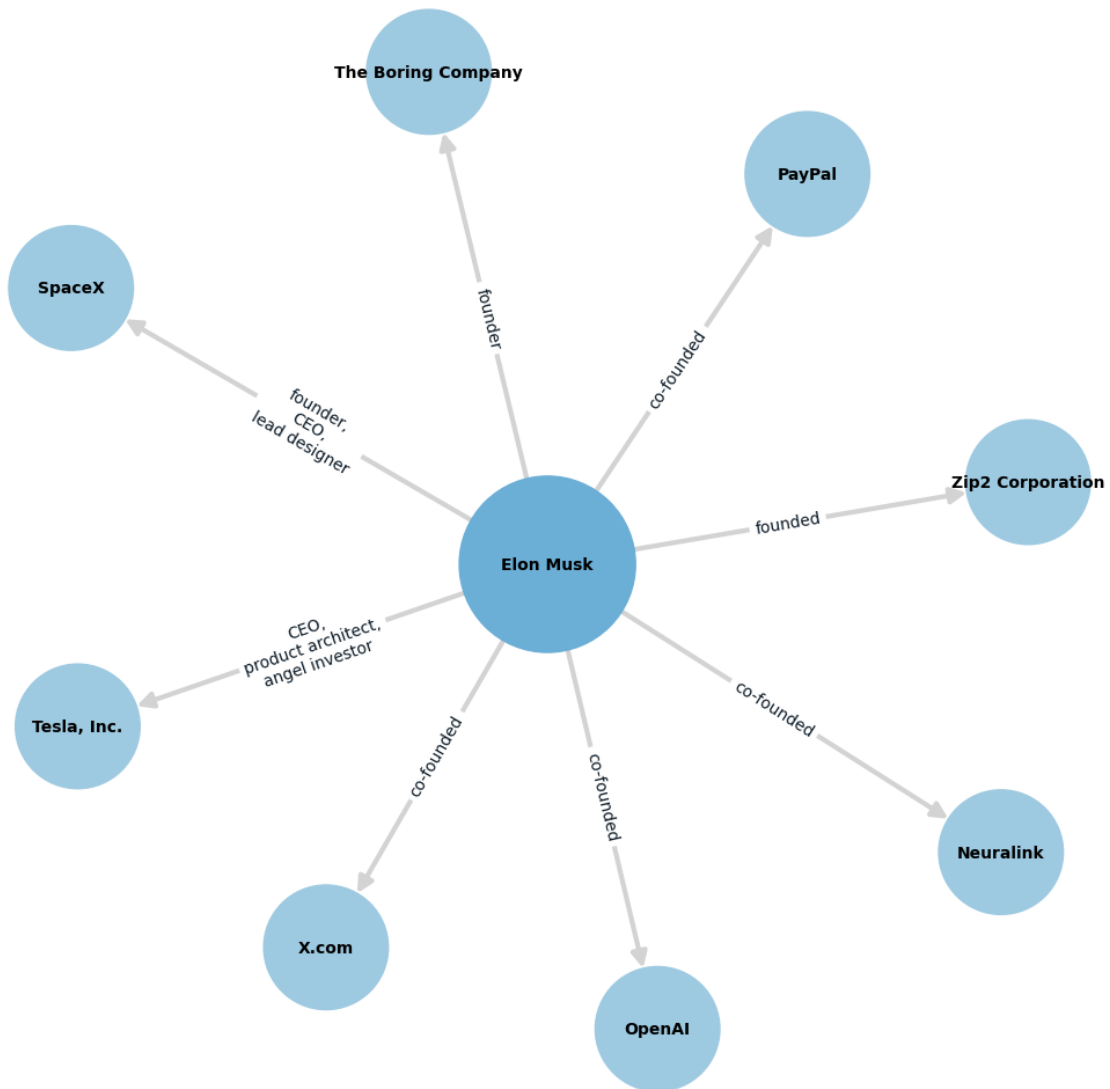 The Boring Company
PayPal
SpaceX
founder
co-founded
founder,
CEO,
lead designer
Zip2 Corporation
founded
Elon Musk
CEO,
product architect,
angel investor
Tesla, Inc.
co-founded
co-founded
co-founded
Neuralink
X.com
OpenAI